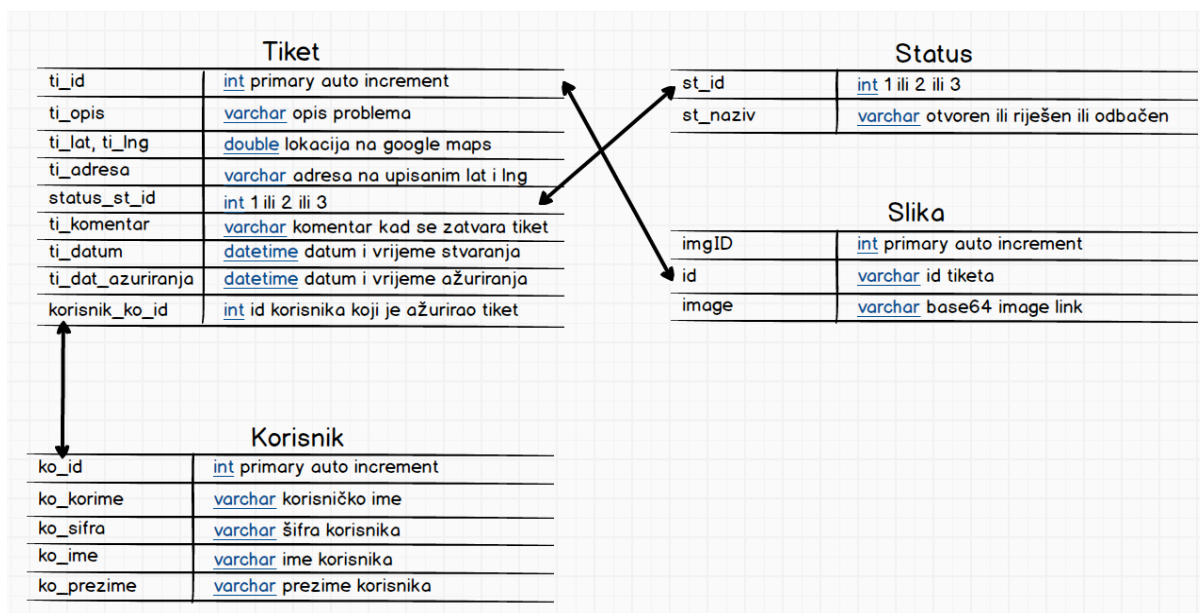 Tiket
ti_id int primary auto increment
ti_opis varchar opis problema
ti_lat, ti_lng double lokacija na google maps
ti_adresa varchar adresa na upisanim lat i lng
status_st_id int 1 ili 2 ili 3
ti_komentar varchar komentar kad se zatvara tiket
ti_datum datetime datum i vrijeme stvaranja
ti_dat_azuriranja datetime datum i vrijeme ažuriranja
korisnik_ko_id int id korisnika koji je ažurirao tiket
Status
st_id int 1 ili 2 ili 3
st_naziv varchar otvoren ili riješen ili odbačen
Slika
imgID int primary auto increment
id varchar id tiketa
image varchar base64 image link
Korisnik
ko_id int primary auto increment
ko_korime varchar korisničko ime
ko_sifra varchar šifra korisnika
ko_ime varchar ime korisnika
ko_prezime varchar prezime korisnika